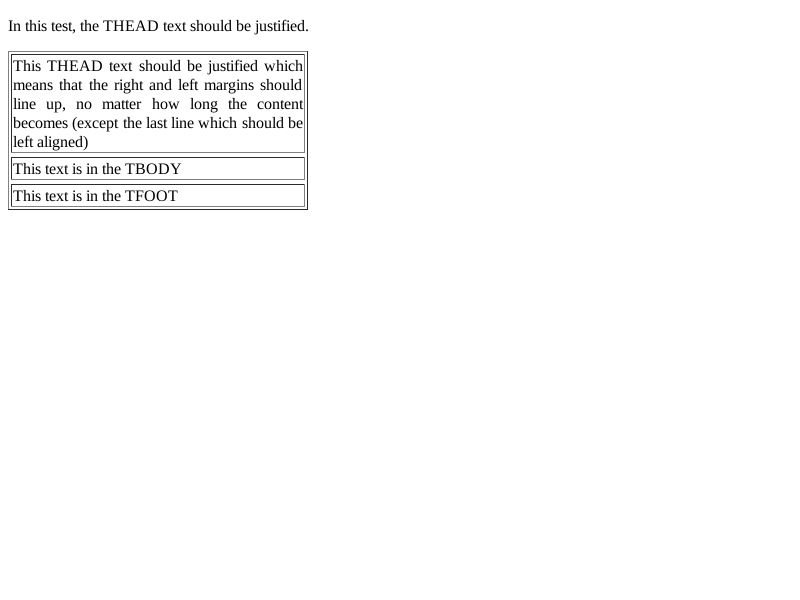 In this test, the THEAD text should be justified.
This THEAD text should be justified which
means that the right and left margins should
line up, no matter how long the content
becomes (except the last line which should be
left aligned)
This text is in the TBODY
This text is in the TFOOT